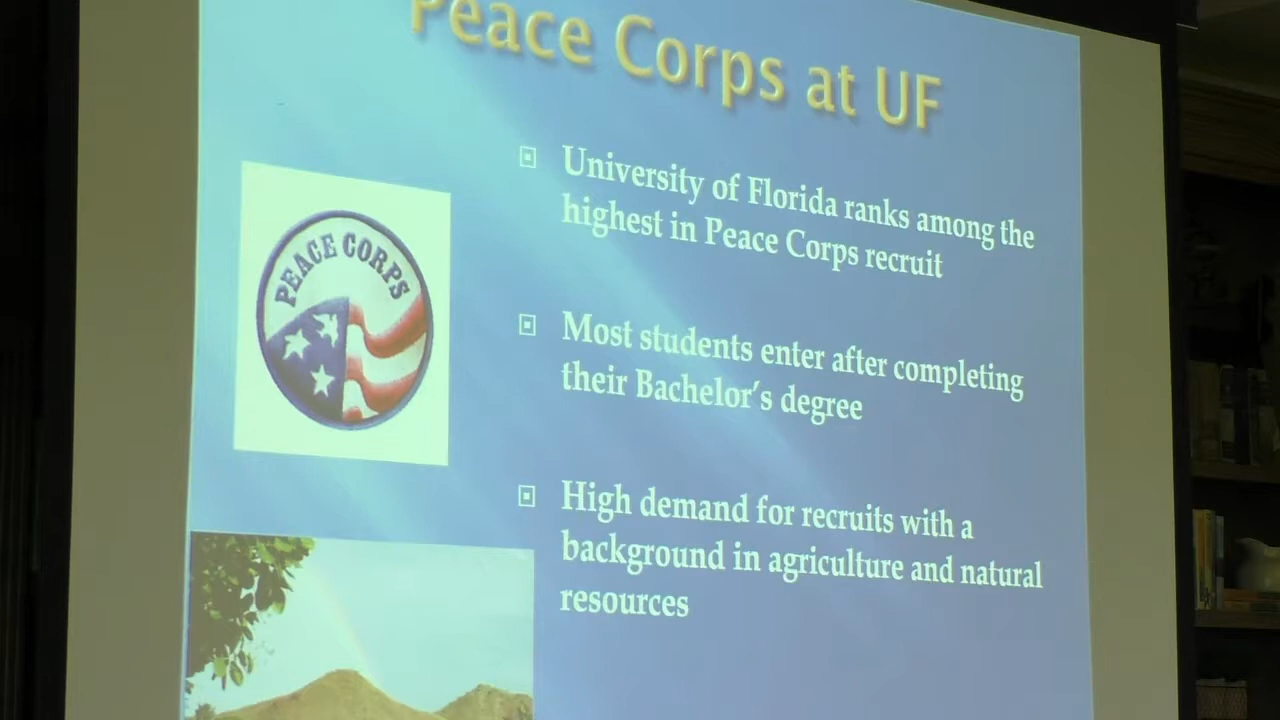 Peace Corps at UF
University of Florida ranks among the
highest in Peace Corps recruit
PEACE CORPS
Most students enter after completing
their Bachelor's degree
High demand for recruits with a
background in agriculture and natural
resources